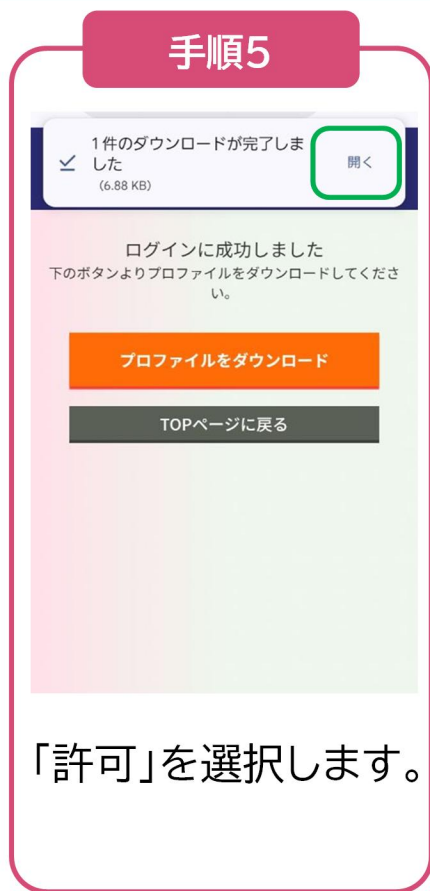 手順5
1件のダウンロードが完了しま
した
(6.88 KB)
開く
ログインに成功しました
下のボタンよりプロファイルをダウンロードしてくださ
い。
プロファイルをダウンロード
TOPページに戻る
「許可」を選択します。